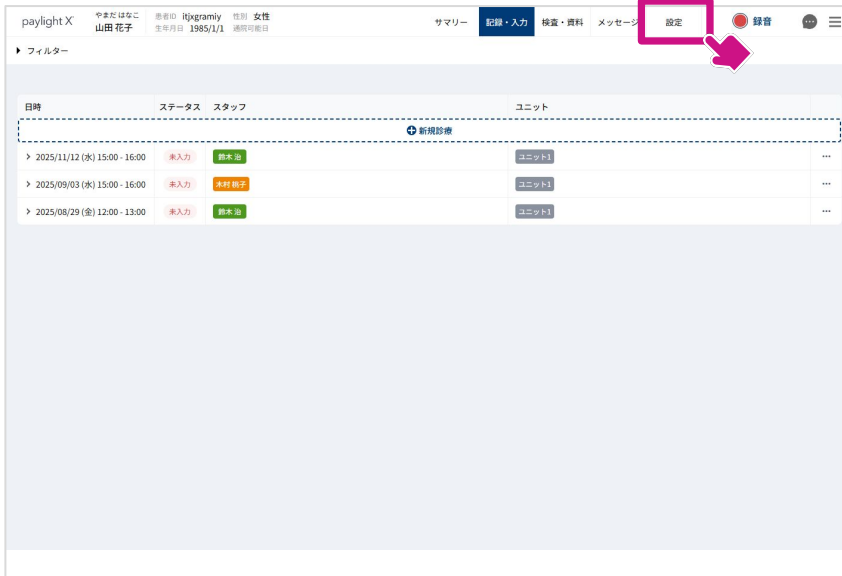 paylight X
やまだ はなこ
山田 花子
患者ID itjxgramiy 性別 女性
生年月日 1985/1/1 通院可能日
サマリー 記録・入力 検査・資料 メッセージ 設定 録音
フィルター
日時 ステータス スタッフ ユニット
新規診療
2025/11/12 (水) 15:00 - 16:00 未入力 鈴木 治 ユニット1
2025/09/03 (水) 15:00 - 16:00 未入力 木村 桃子 ユニット1
2025/08/29 (金) 12:00 - 13:00 未入力 鈴木 治 ユニット1